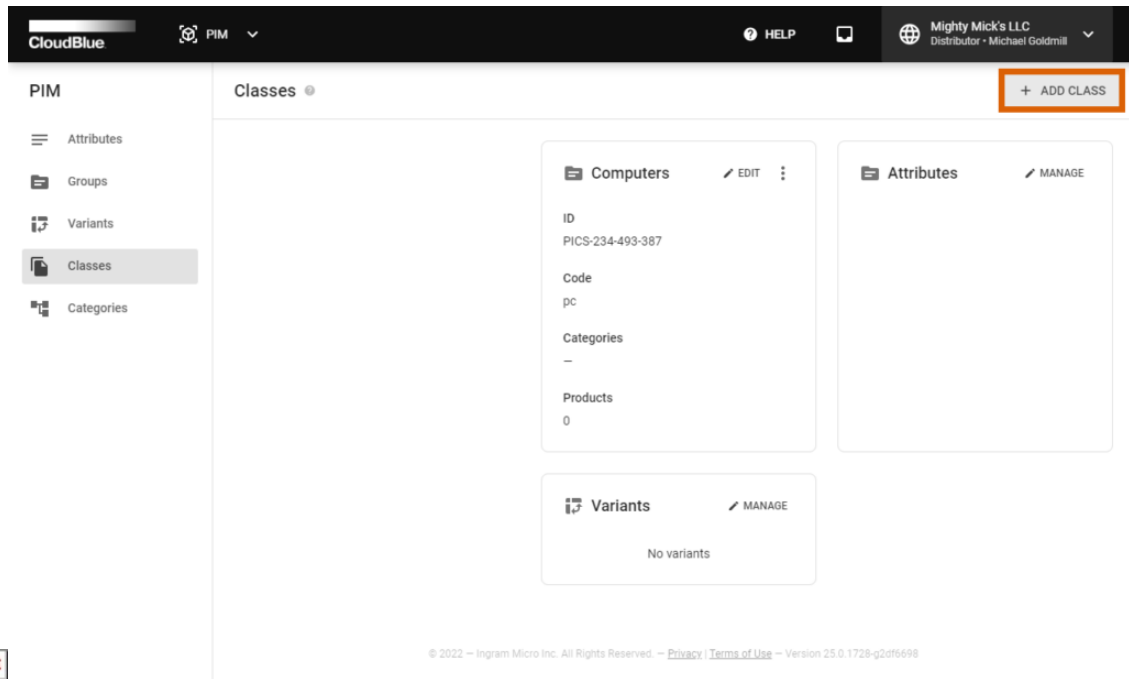 CloudBlue
PIM
HELP
Mighty Mick's LLC
Distributor • Michael Goldmill
PIM
Attributes
Groups
Variants
Classes
Categories
Classes
+ ADD CLASS
Computers
EDIT
ID
PICS-234-493-387
Code
pc
Categories
–
Products
0
Attributes
MANAGE
Variants
MANAGE
No variants
© 2022 – Ingram Micro Inc. All Rights Reserved. – Privacy | Terms of Use – Version 25.0.1728-g2df6698